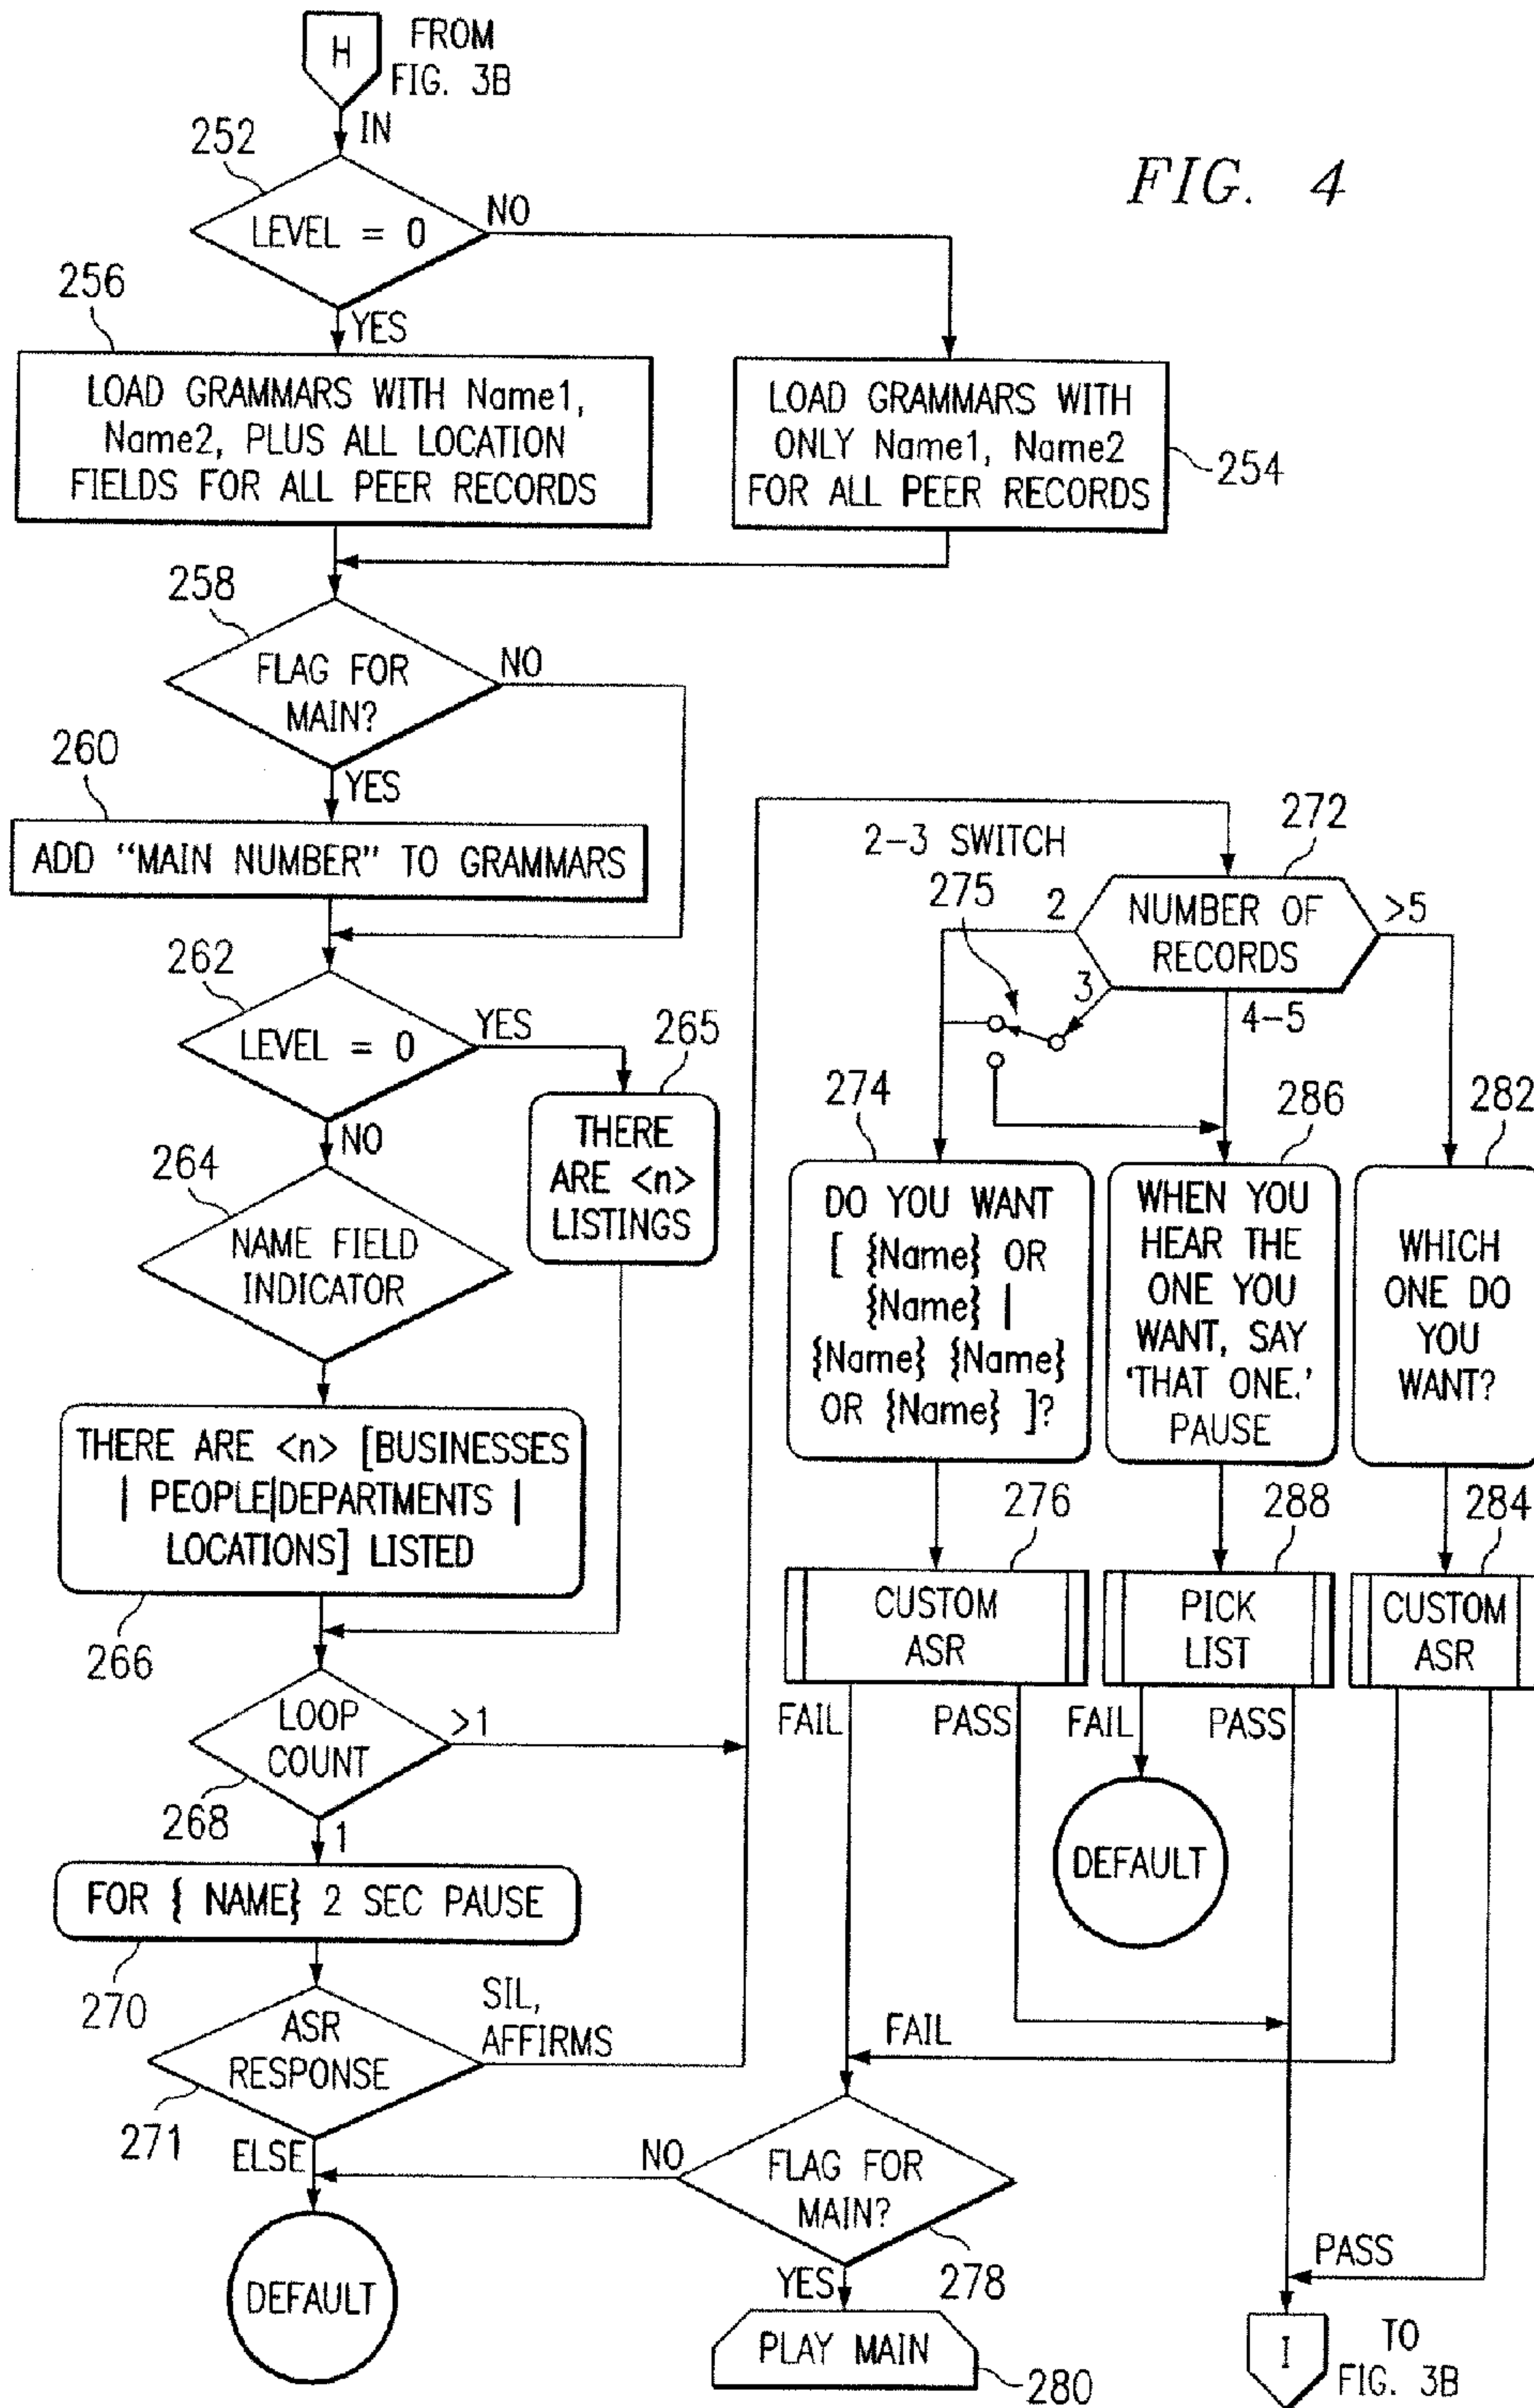 H
FROM
FIG. 3B
IN
FIG. 4
252
LEVEL = 0
NO
YES
256
LOAD GRAMMARS WITH Name1,
Name2, PLUS ALL LOCATION
FIELDS FOR ALL PEER RECORDS
LOAD GRAMMARS WITH
ONLY Name1, Name2
FOR ALL PEER RECORDS
254
258
FLAG FOR
MAIN?
NO
YES
260
ADD “MAIN NUMBER” TO GRAMMARS
262
LEVEL = 0
YES
NO
265
THERE
ARE <n>
LISTINGS
264
NAME FIELD
INDICATOR
THERE ARE <n> [BUSINESSES
| PEOPLE|DEPARTMENTS |
LOCATIONS] LISTED
266
LOOP
COUNT
>1
268
1
FOR { NAME} 2 SEC PAUSE
270
ASR
RESPONSE
SIL,
AFFIRMS
271
ELSE
DEFAULT
272
2-3 SWITCH
275
NUMBER OF
RECORDS
2
3
4-5
>5
274
DO YOU WANT
[ {Name} OR
{Name} |
{Name} {Name}
OR {Name} ]?
286
WHEN YOU
HEAR THE
ONE YOU
WANT, SAY
‘THAT ONE.’
PAUSE
282
WHICH
ONE DO
YOU
WANT?
276
CUSTOM
ASR
288
PICK
LIST
284
CUSTOM
ASR
FAIL
PASS
FAIL
PASS
DEFAULT
FAIL
NO
FLAG FOR
MAIN?
278
YES
PLAY MAIN
280
PASS
I
TO
FIG. 3B